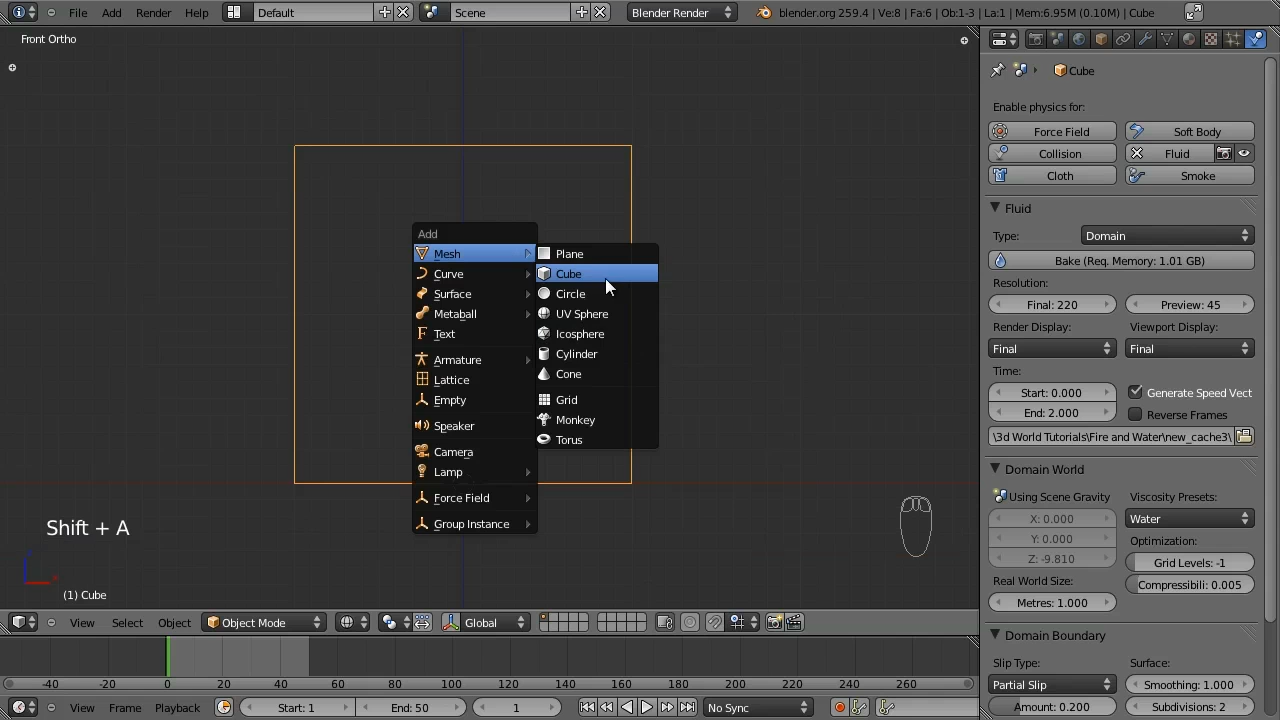 File Add Render Help Default Scene Blender Render blender.org 259.4 | Ve:8 | Fa:6 | Ob:1-3 | La:1 | Mem:6.95M (0.10M) | Cube
Front Ortho
Cube
Enable physics for:
Force Field Soft Body
Collision Fluid
Cloth Smoke
Fluid
Type: Domain
Bake (Req. Memory: 1.01 GB)
Resolution:
Final: 220 Preview: 45
Render Display: Viewport Display:
Final Final
Time:
Start: 0.000 Generate Speed Vect
End: 2.000 Reverse Frames
\3d World Tutorials\Fire and Water\new_cache3\
Domain World
Using Scene Gravity Viscosity Presets:
X: 0.000 Water
Y: 0.000 Optimization:
Z: -9.810 Grid Levels: -1
Real World Size: Compressibili: 0.005
Metres: 1.000
Domain Boundary
Slip Type: Surface:
Partial Slip Smoothing: 1.000
Amount: 0.200 Subdivisions: 2
Add
Mesh
Curve
Surface
Metaball
Text
Armature
Lattice
Empty
Speaker
Camera
Lamp
Force Field
Group Instance
Plane
Cube
Circle
UV Sphere
Icosphere
Cylinder
Cone
Grid
Monkey
Torus
Shift + A
(1) Cube
View Select Object Object Mode Global
-40 -20 0 20 40 60 80 100 120 140 160 180 200 220 240 260
View Frame Playback Start: 1 End: 50 1 No Sync